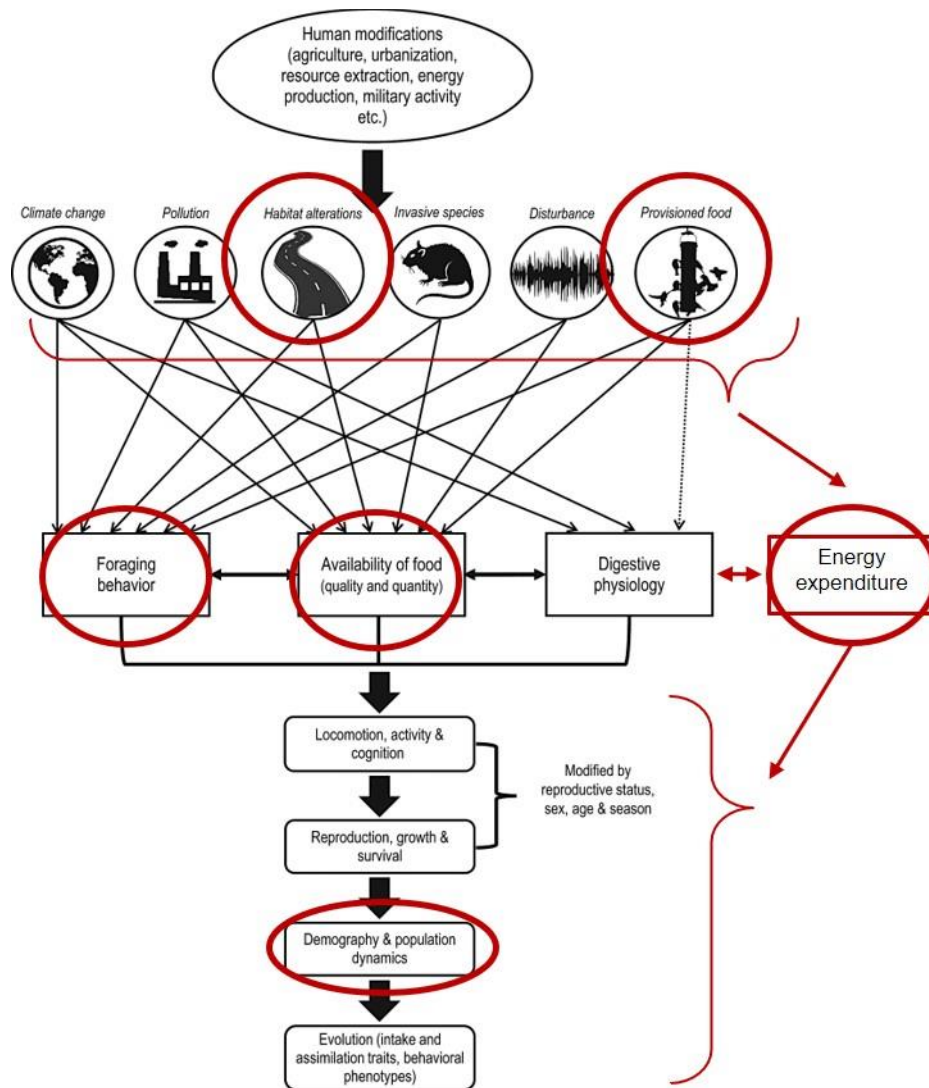 Human modifications
(agriculture, urbanization,
resource extraction, energy
production, military activity
etc.)
Climate change
Pollution
Habitat alterations
Invasive species
Disturbance
Provisioned food
Foraging
behavior
Availability of food
(quality and quantity)
Digestive
physiology
Energy
expenditure
Locomotion, activity &
cognition
Modified by
reproductive status,
sex, age & season
Reproduction, growth &
survival
Demography & population
dynamics
Evolution (intake and
assimilation traits, behavioral
phenotypes)